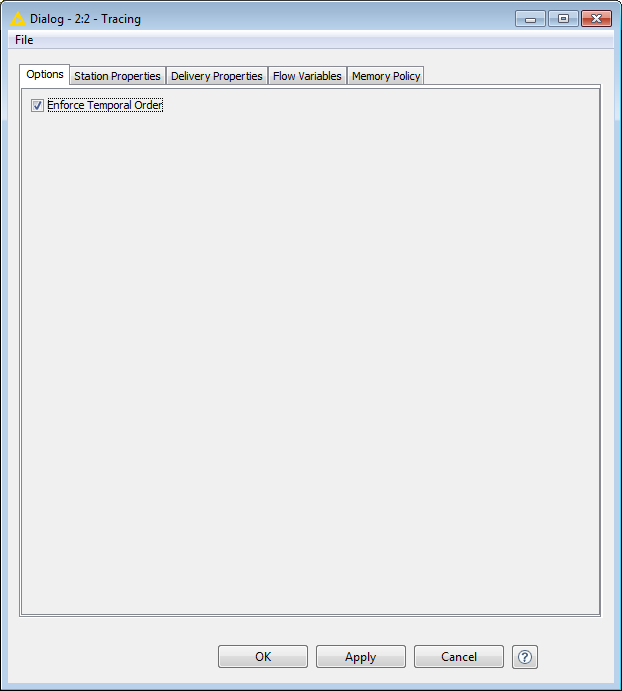 Dialog - 2:2 - Tracing
File
Options Station Properties Delivery Properties Flow Variables Memory Policy
Enforce Temporal Order
OK Apply Cancel ?